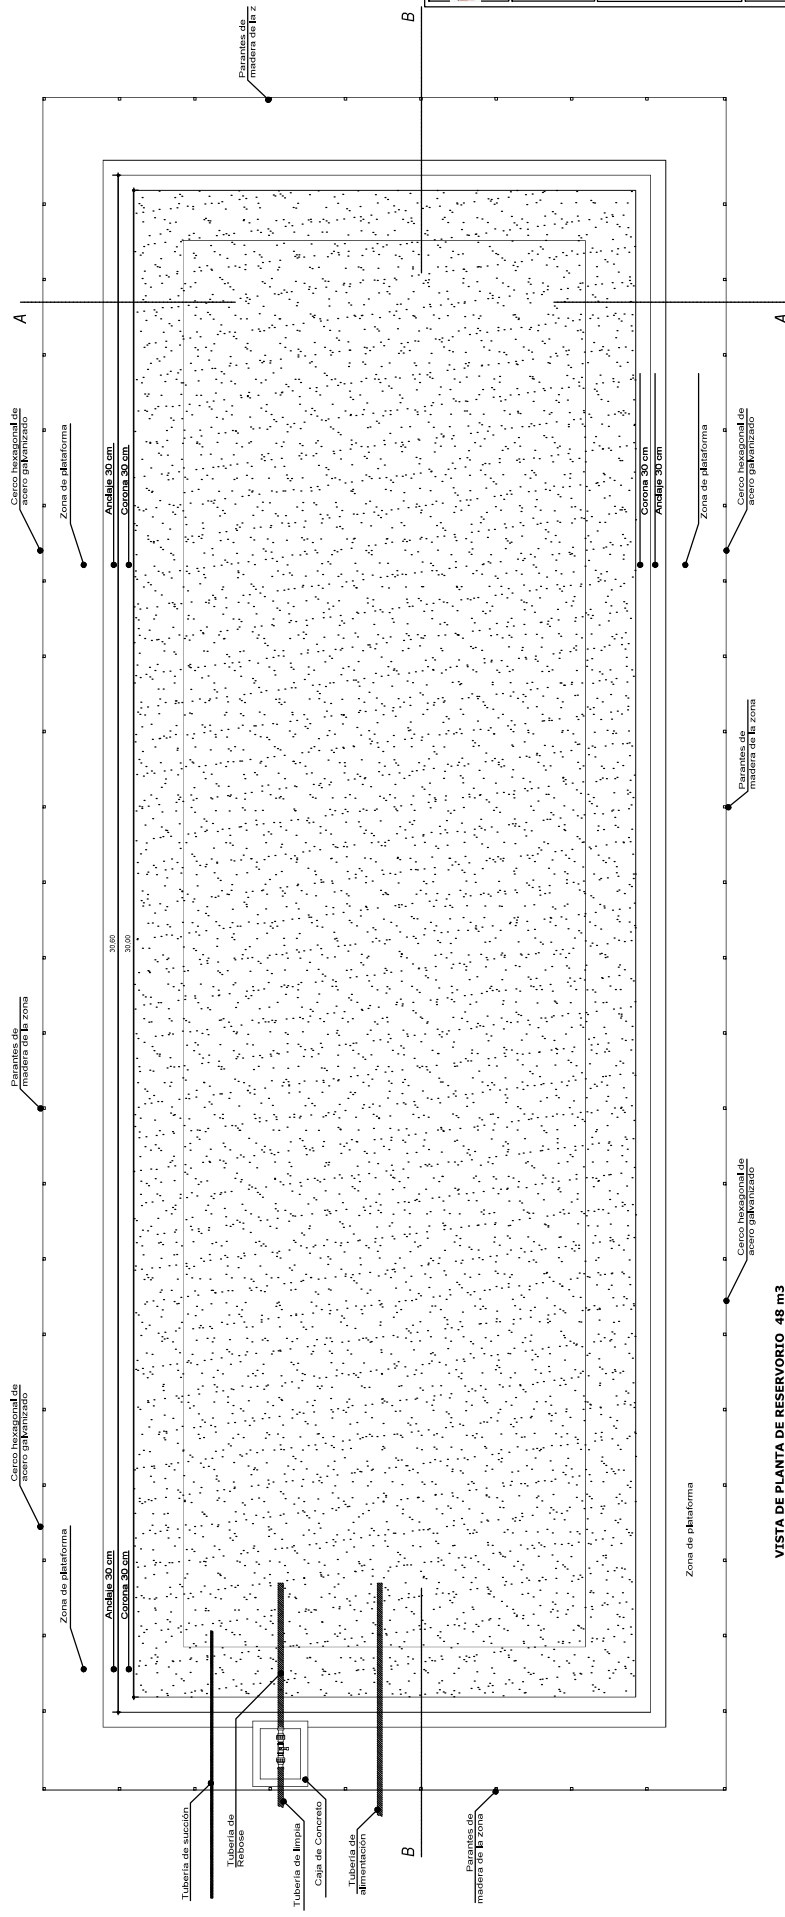 Parantes de
madera de la z
B
A
A
Cerco hexagonal de
acero galvanizado
Zona de plataforma
Anclaje 30 cm
Corona 30 cm
Corona 30 cm
Anclaje 30 cm
Zona de plataforma
Cerco hexagonal de
acero galvanizado
Parantes de
madera de la zona
30.60
30.00
Parantes de
madera de la zona
Cerco hexagonal de
acero galvanizado
Cerco hexagonal de
acero galvanizado
Zona de plataforma
Anclaje 30 cm
Corona 30 cm
Zona de plataforma
Tubería de succión
Tubería de
Rebose
Tubería de limpia
Caja de Concreto
Tubería de
alimentación
B
Parantes de
madera de la zona
VISTA DE PLANTA DE RESERVORIO 48 m3